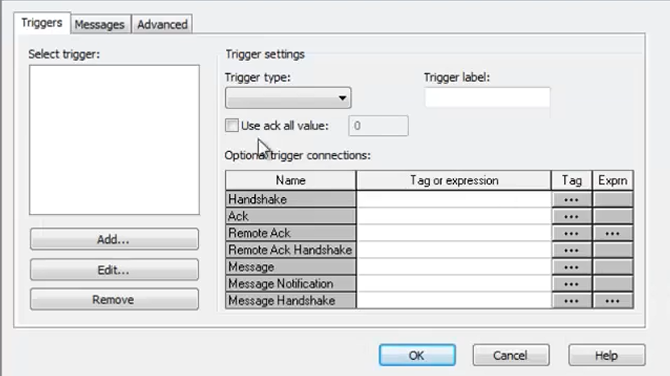 Triggers Messages Advanced
Select trigger:
Trigger settings
Trigger type: Trigger label:
Use ack all value: 0
Optional trigger connections:
Name Tag or expression Tag Exprn
Handshake ...
Ack ...
Remote Ack ... ...
Remote Ack Handshake ...
Message ...
Message Notification ...
Message Handshake ... ...
Add...
Edit...
Remove
OK Cancel Help